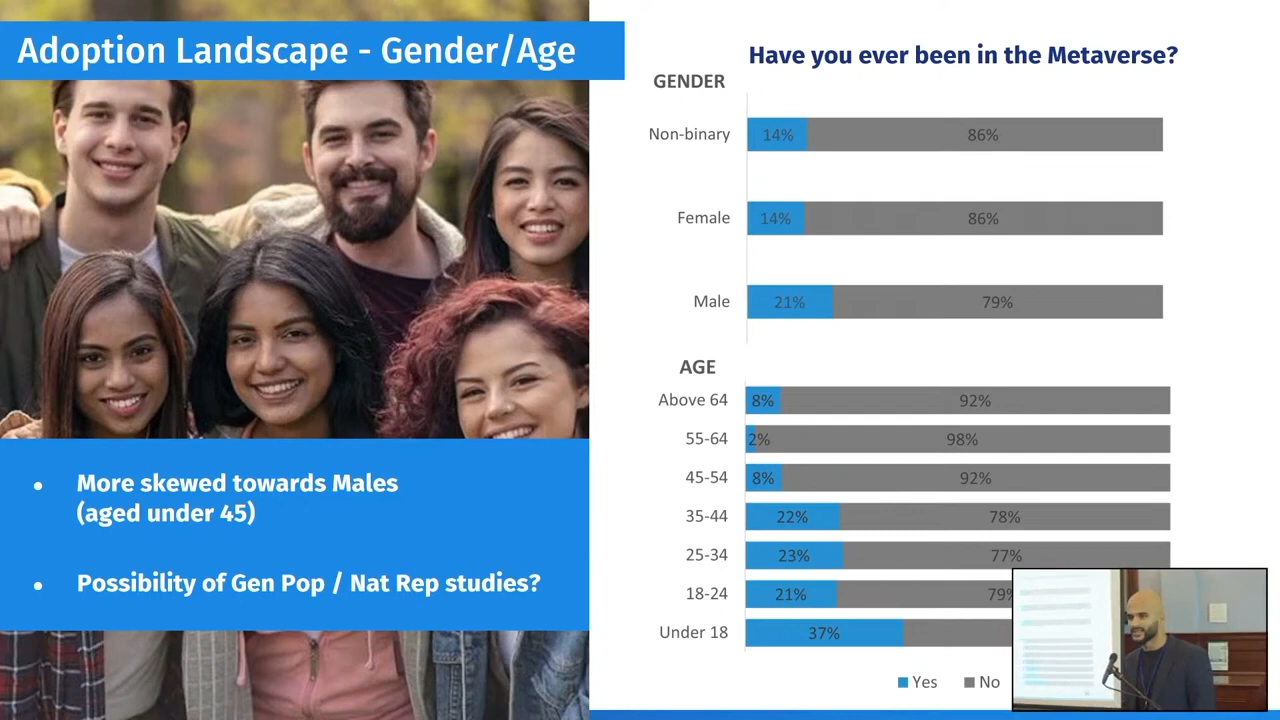 Adoption Landscape - Gender/Age
• More skewed towards Males
(aged under 45)
• Possibility of Gen Pop / Nat Rep studies?
Have you ever been in the Metaverse?
GENDER
Non-binary 14% 86%
Female 14% 86%
Male 21% 79%
AGE
Above 64 8% 92%
55-64 2% 98%
45-54 8% 92%
35-44 22% 78%
25-34 23% 77%
18-24 21% 79%
Under 18 37%
Yes No